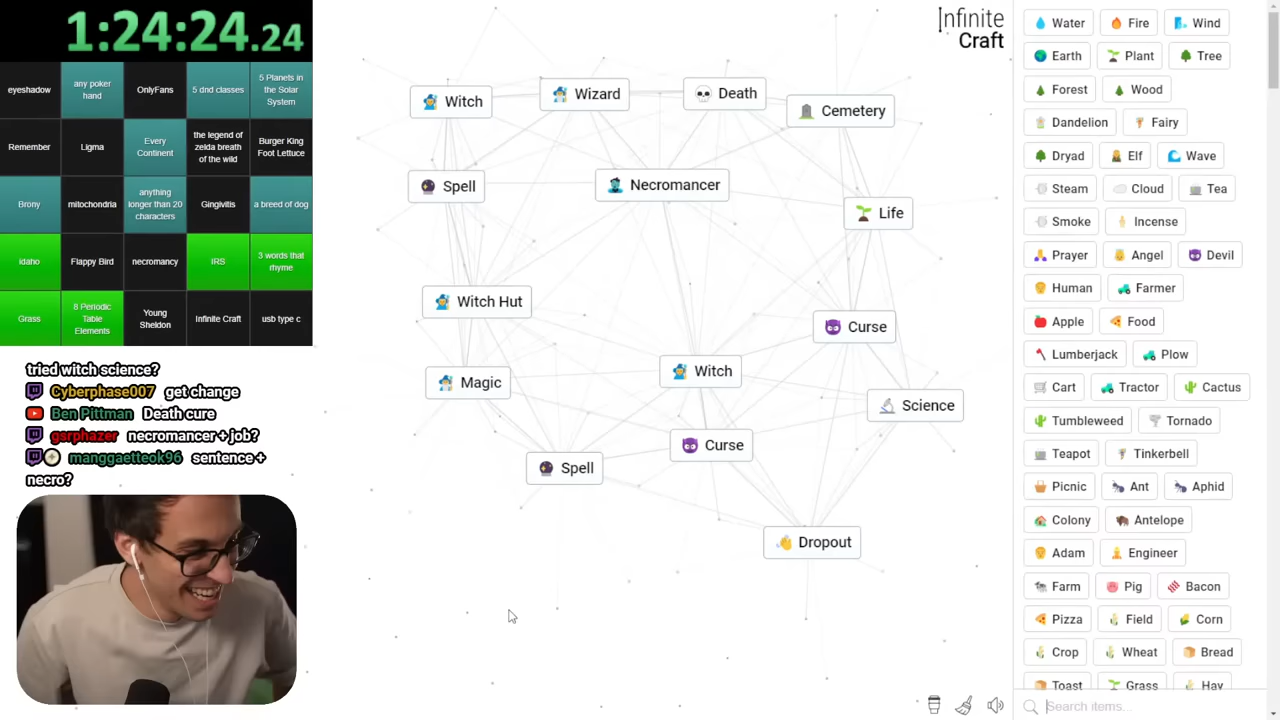 1:24:24.24
eyeshadow
any poker
hand
OnlyFans
5 dnd classes
5 Planets in
the Solar
System
Remember
Ligma
Every
Continent
the legend of
zelda breath
of the wild
Burger King
Foot Lettuce
Brony
mitochondria
anything
longer than 20
characters
Gingivitis
a breed of dog
Idaho
Flappy Bird
necromancy
IRS
3 words that
rhyme
Grass
8 Periodic
Table
Elements
Young
Sheldon
Infinite Craft
usb type c
tried witch science?
Cyberphase007 get change
Ben Pittman Death cure
gsrphazer necromancer + job?
manggaetteok96 sentence +
necro?
Infinite
Craft
Witch
Wizard
Death
Cemetery
Spell
Necromancer
Life
Witch Hut
Curse
Magic
Witch
Science
Curse
Spell
Dropout
Water Fire Wind
Earth Plant Tree
Forest Wood
Dandelion Fairy
Dryad Elf Wave
Steam Cloud Tea
Smoke Incense
Prayer Angel Devil
Human Farmer
Apple Food
Lumberjack Plow
Cart Tractor Cactus
Tumbleweed Tornado
Teapot Tinkerbell
Picnic Ant Aphid
Colony Antelope
Adam Engineer
Farm Pig Bacon
Pizza Field Corn
Crop Wheat Bread
Toast Grass Hay
Search items...